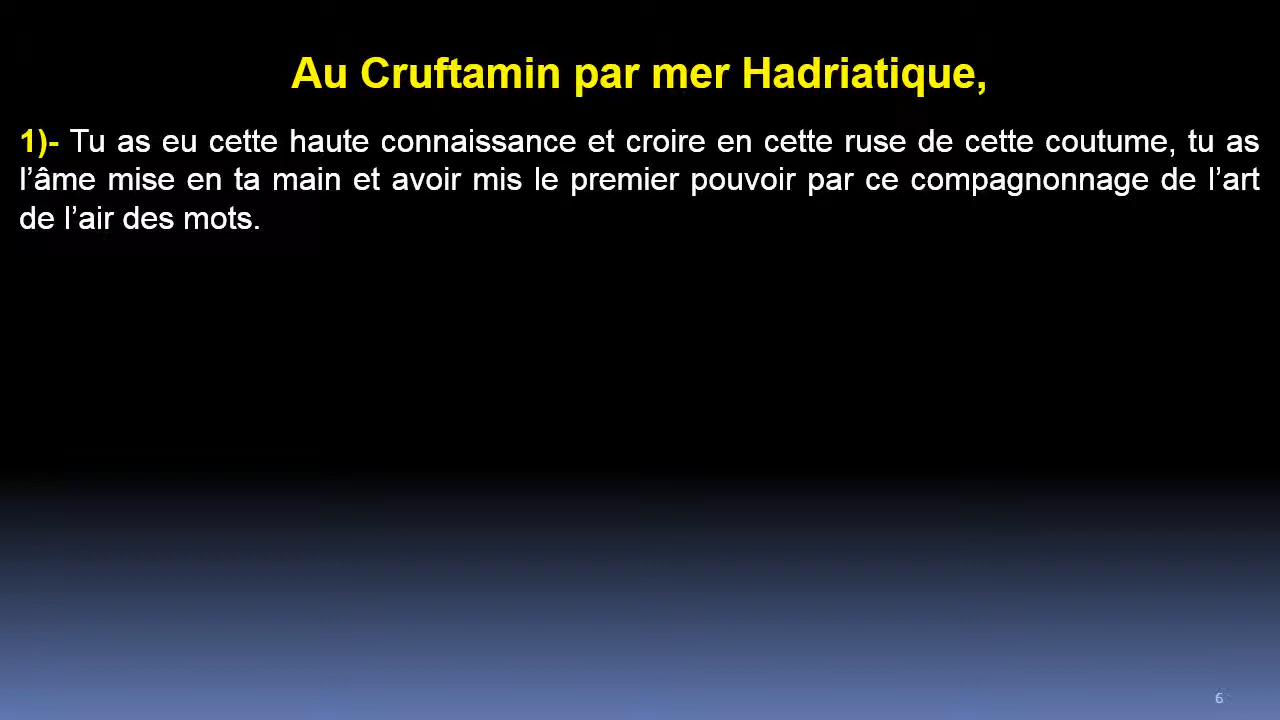 Au Cruftamin par mer Hadriatique,
1)- Tu as eu cette haute connaissance et croire en cette ruse de cette coutume, tu as
l’âme mise en ta main et avoir mis le premier pouvoir par ce compagnonnage de l’art
de l’air des mots.
6